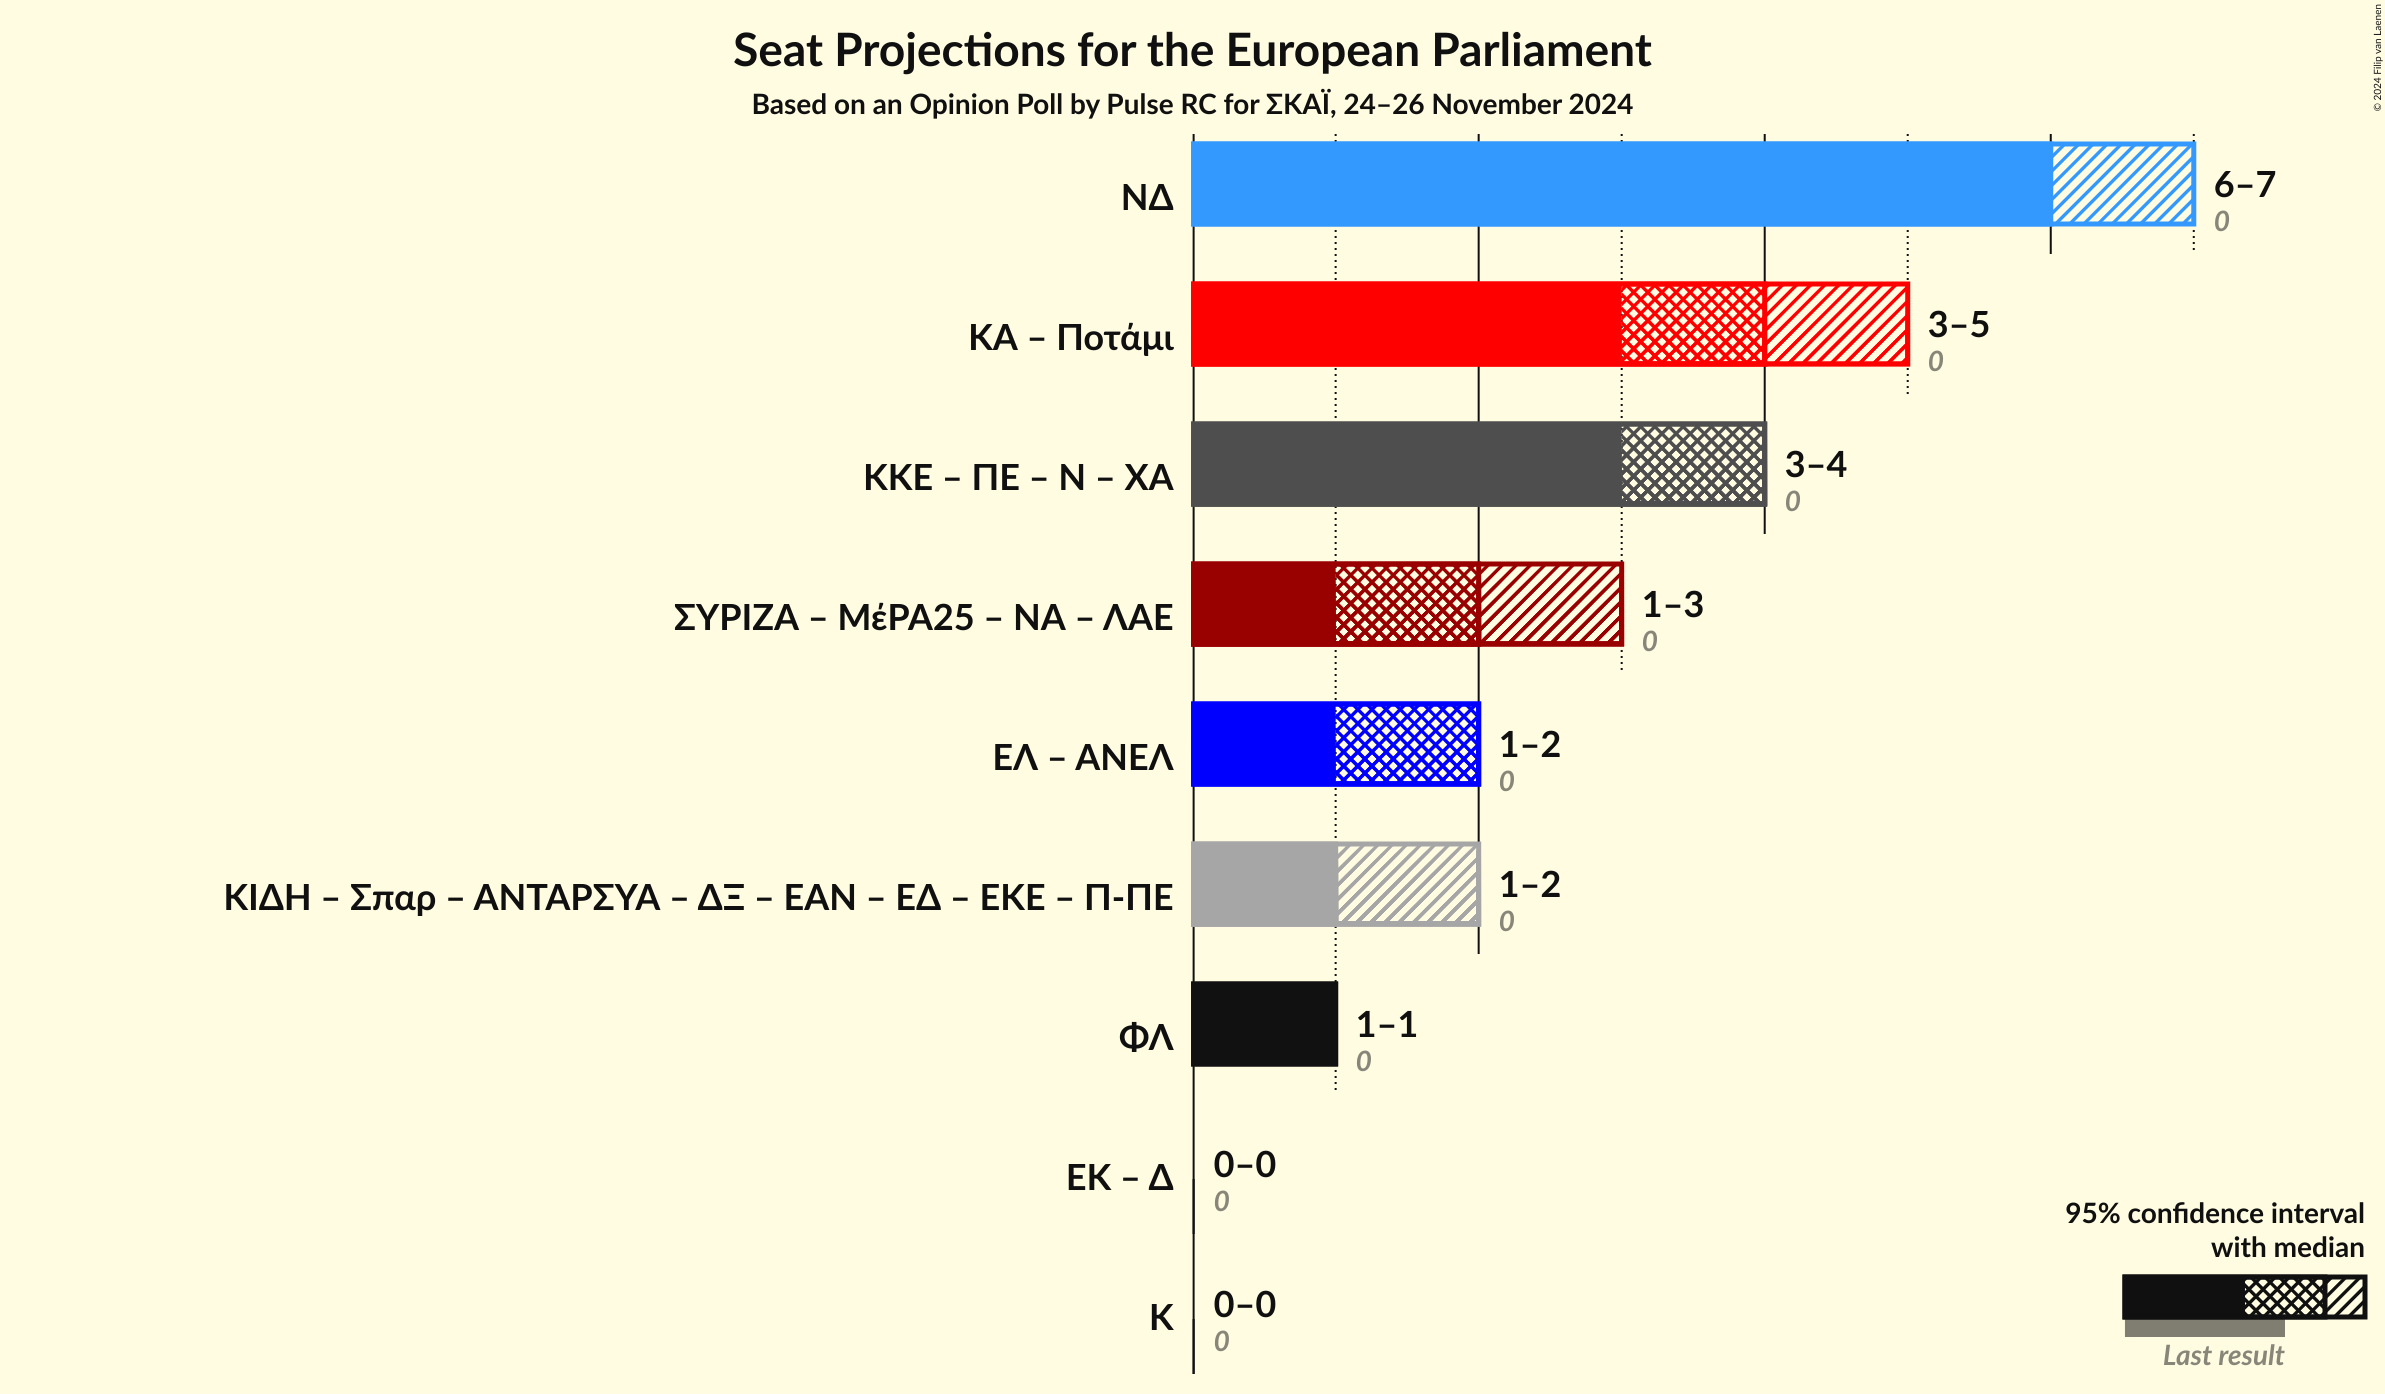 Seat Projections for the European Parliament
Based on an Opinion Poll by Pulse RC for ΣΚΑΪ, 24–26 November 2024
© 2024 Filip van Laenen
ΝΔ
6–7
0
ΚΑ – Ποτάμι
3–5
0
ΚΚΕ – ΠΕ – Ν – ΧΑ
3–4
0
ΣΥΡΙΖΑ – ΜέΡΑ25 – ΝΑ – ΛΑΕ
1–3
0
ΕΛ – ΑΝΕΛ
1–2
0
ΚΙΔΗ – Σπαρ – ΑΝΤΑΡΣΥΑ – ΔΞ – ΕΑΝ – ΕΔ – ΕΚΕ – Π-ΠΕ
1–2
0
ΦΛ
1–1
0
ΕΚ – Δ
0–0
0
Κ
0–0
0
95% confidence interval
with median
Last result